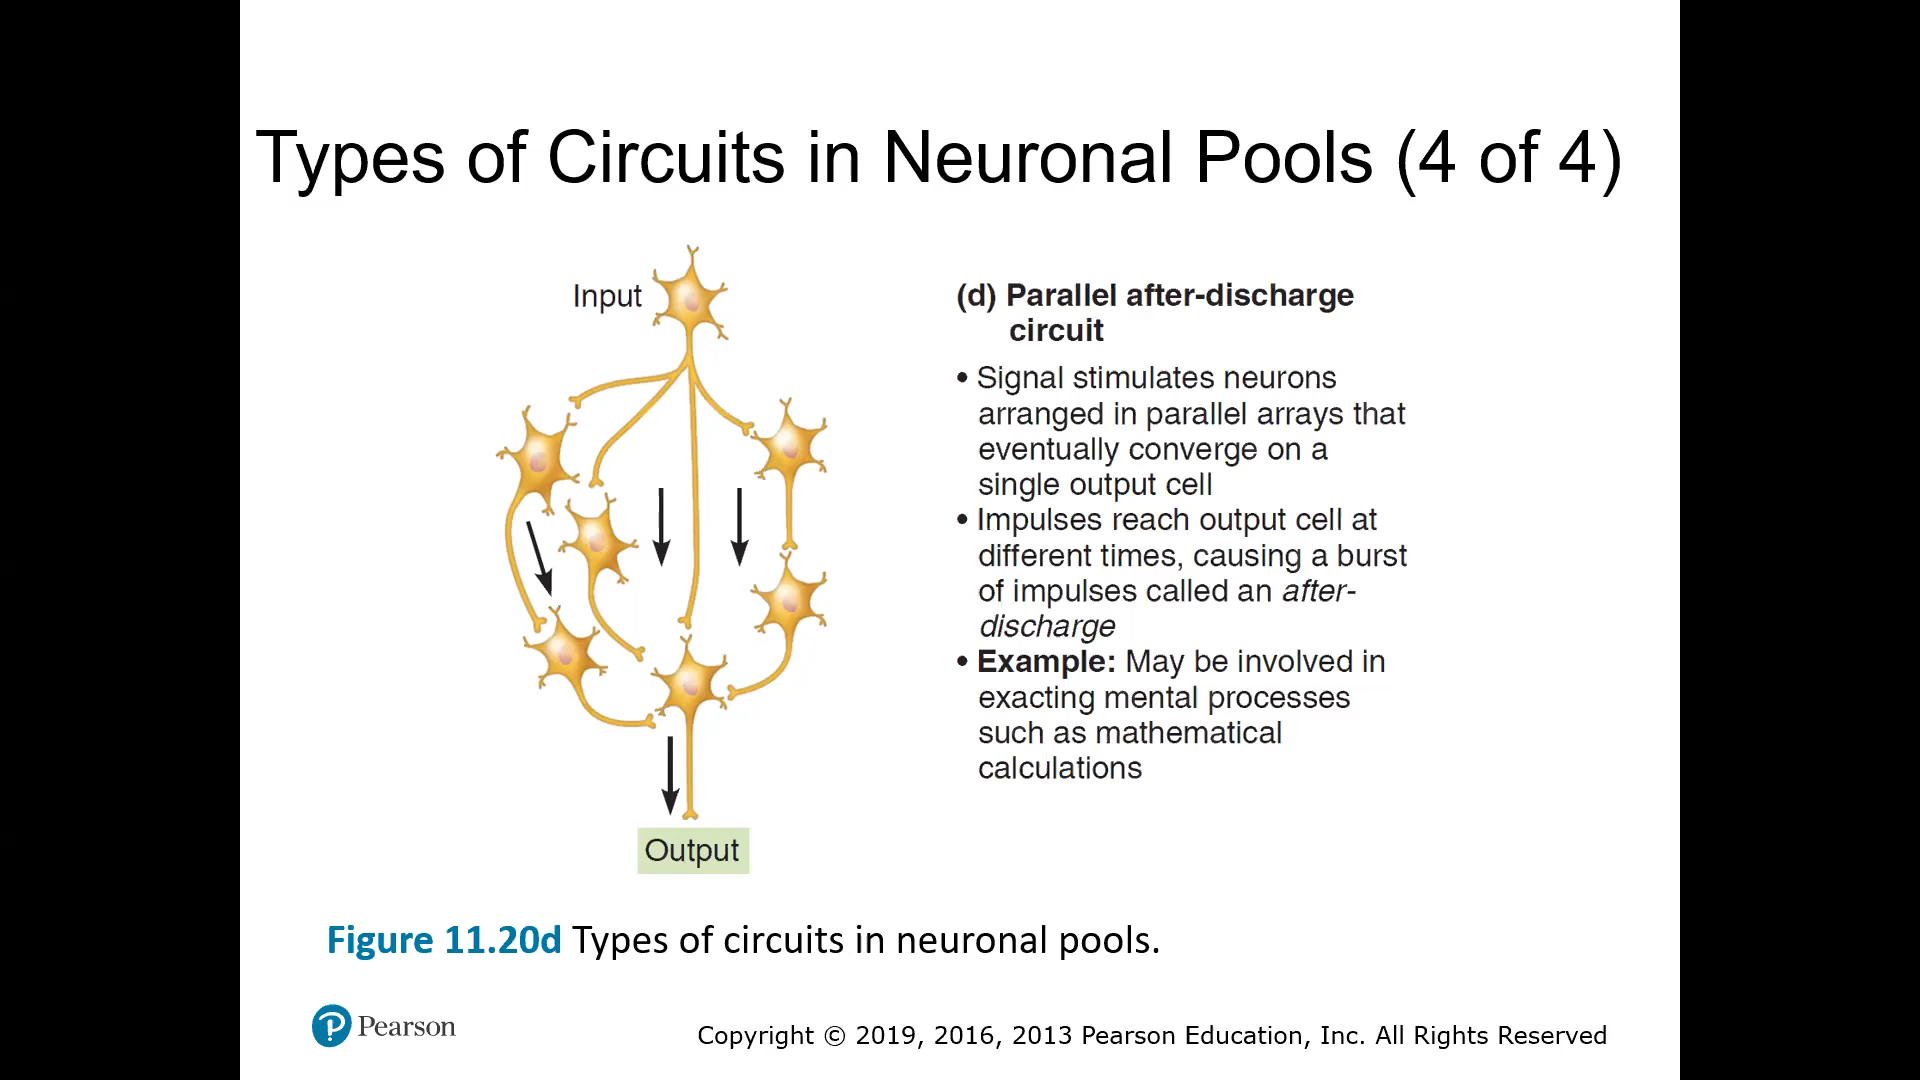 Types of Circuits in Neuronal Pools (4 of 4)
Input
(d) Parallel after-discharge
circuit
• Signal stimulates neurons
arranged in parallel arrays that
eventually converge on a
single output cell
• Impulses reach output cell at
different times, causing a burst
of impulses called an after-
discharge
• Example: May be involved in
exacting mental processes
such as mathematical
calculations
Output
Figure 11.20d Types of circuits in neuronal pools.
Pearson
Copyright © 2019, 2016, 2013 Pearson Education, Inc. All Rights Reserved